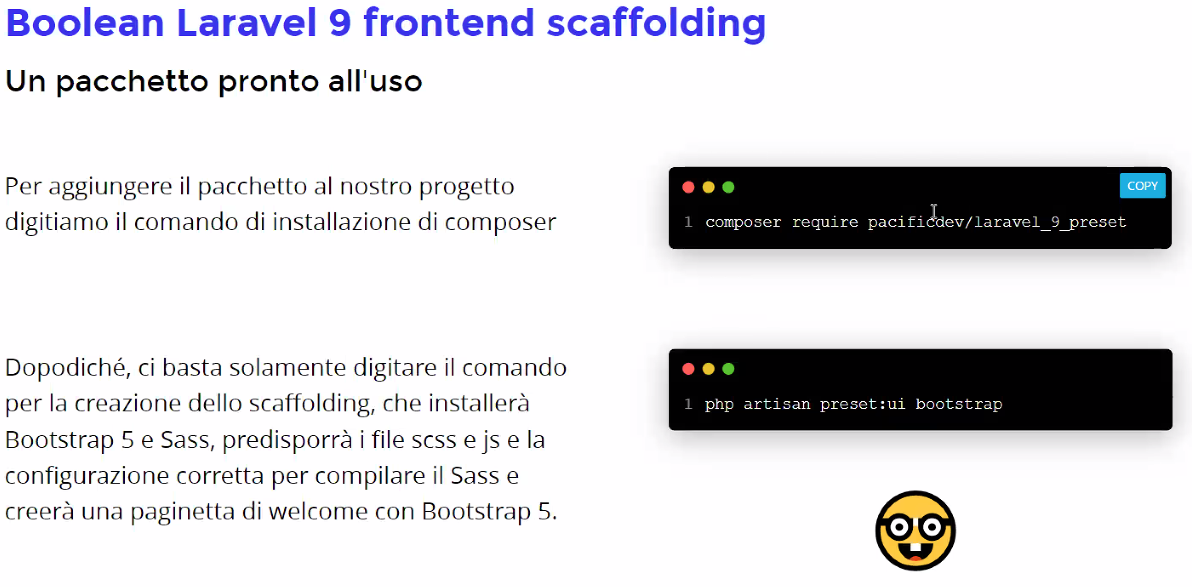 Boolean Laravel 9 frontend scaffolding
Un pacchetto pronto all'uso
Per aggiungere il pacchetto al nostro progetto
digitiamo il comando di installazione di composer
COPY
1 composer require pacificdev/laravel_9_preset
Dopodiché, ci basta solamente digitare il comando
per la creazione dello scaffolding, che installerà
Bootstrap 5 e Sass, predisporrà i file scss e js e la
configurazione corretta per compilare il Sass e
creerà una paginetta di welcome con Bootstrap 5.
1 php artisan preset:ui bootstrap